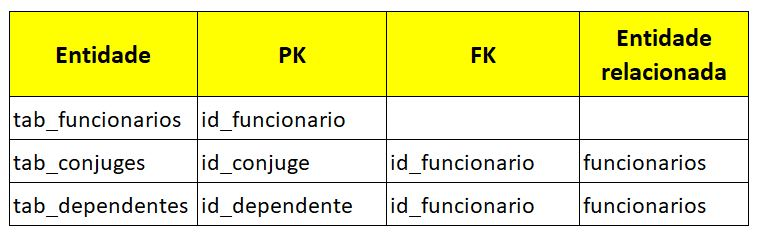 Entidade PK FK Entidade relacionada
tab_funcionarios id_funcionario
tab_conjuges id_conjuge id_funcionario funcionarios
tab_dependentes id_dependente id_funcionario funcionarios